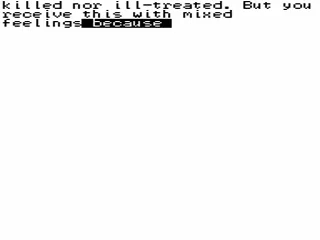 killed nor ill-treated. But you
receive this with mixed
feelings because